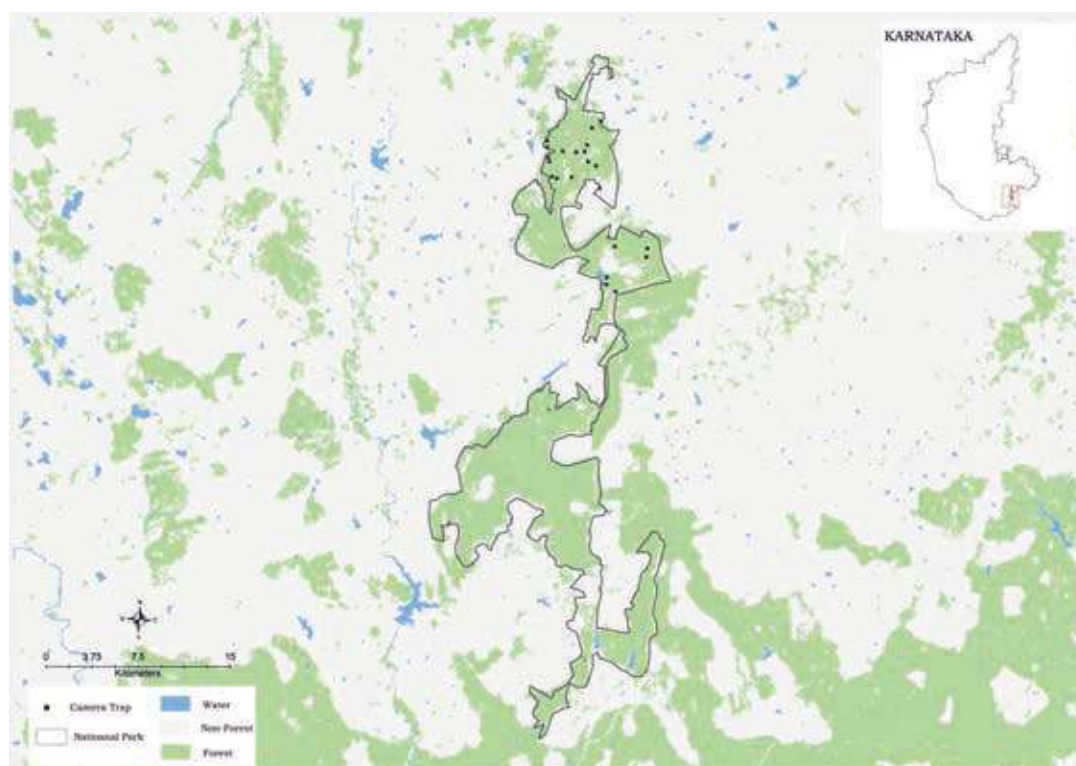 KARNATAKA
0 3.75 7.5 15
Kilometers
Camera Trap
National Park
Water
Non-Forest
Forest